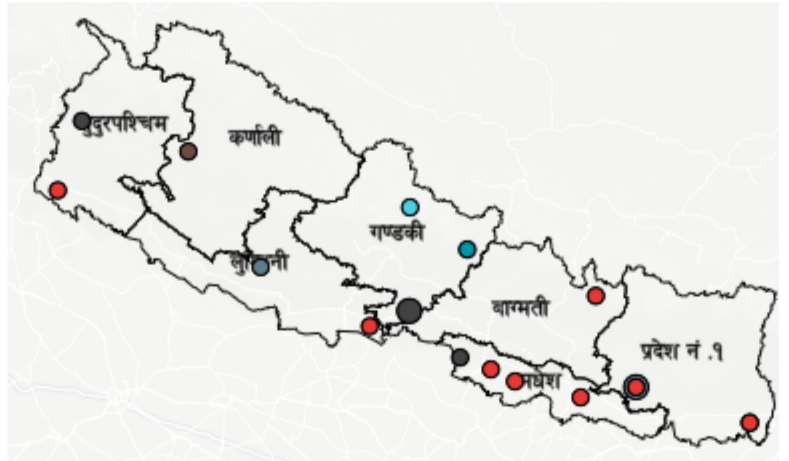 सुदुरपश्चिम
कर्णाली
गण्डकी
लुम्बिनी
बाग्मती
प्रदेश नं .१
मधेश